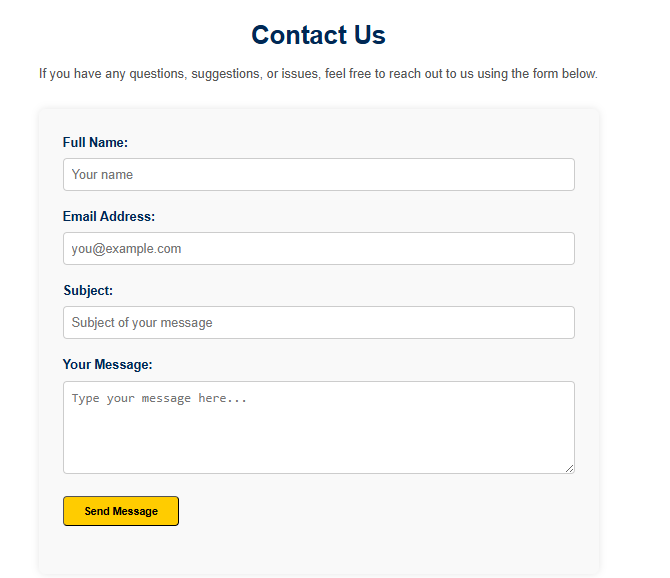 Contact Us
If you have any questions, suggestions, or issues, feel free to reach out to us using the form below.
Full Name:
Your name
Email Address:
you@example.com
Subject:
Subject of your message
Your Message:
Type your message here...
Send Message